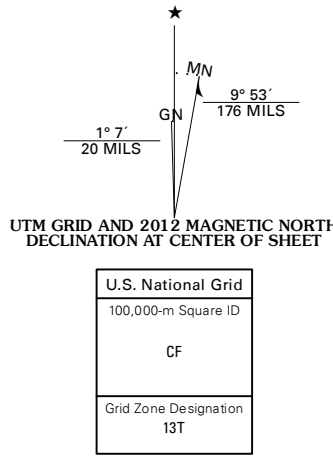 ★
MN
GN
9° 53´
176 MILS
1° 7´
20 MILS
UTM GRID AND 2012 MAGNETIC NORTH
DECLINATION AT CENTER OF SHEET
U.S. National Grid
100,000-m Square ID
CF
Grid Zone Designation
13T